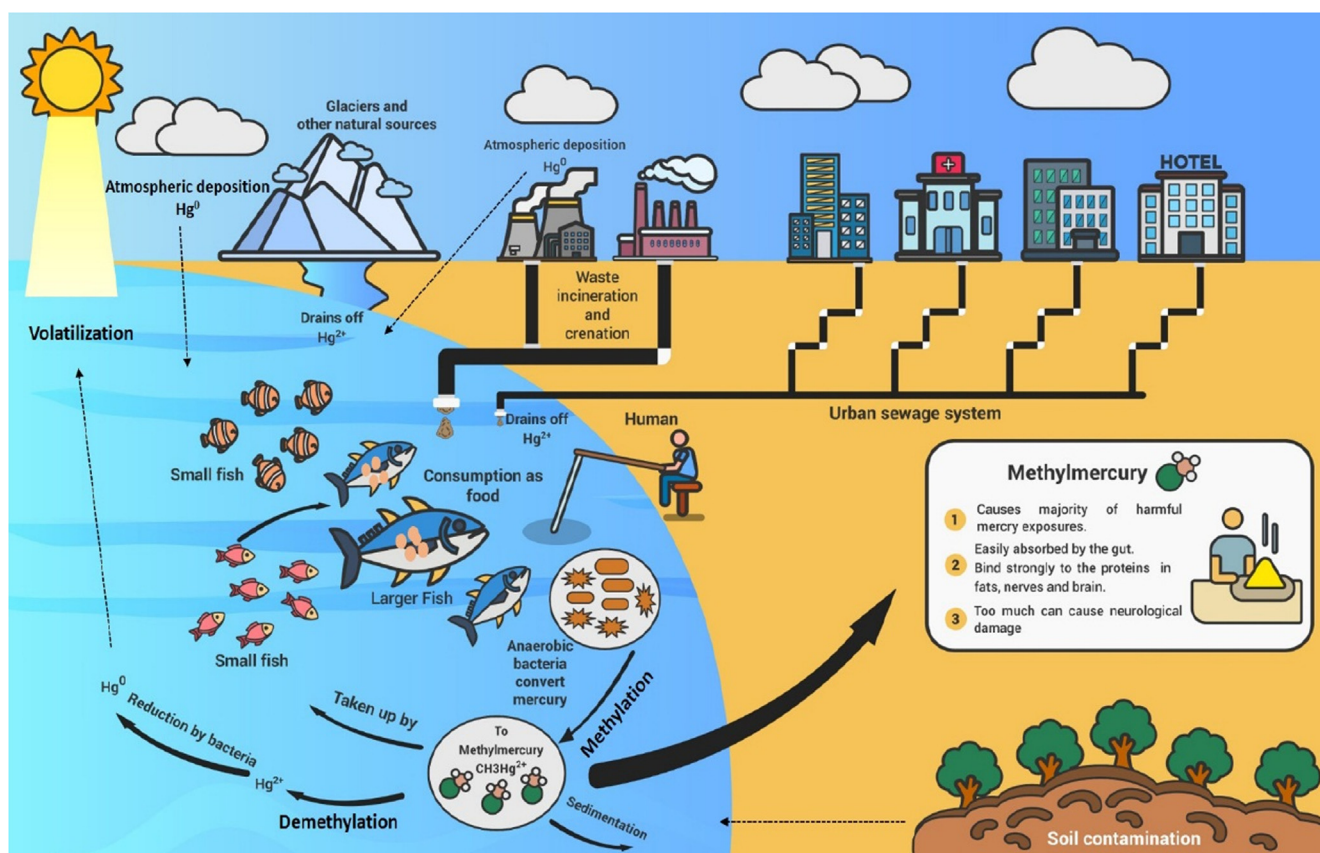 Glaciers and
other natural sources
Atmospheric deposition
Hg⁰
Atmospheric deposition
Hg⁰
HOTEL
Waste
incineration
and
crenation
Drains off
Hg²⁺
Volatilization
Drains off
Hg²⁺
Human
Urban sewage system
Small fish
Consumption as
food
Larger Fish
Small fish
Anaerobic
bacteria
convert
mercury
Methylation
Taken up by
To
Methylmercury
CH3Hg²⁺
Sedimentation
Hg⁰
Reduction by bacteria
Hg²⁺
Demethylation
Methylmercury
1 Causes majority of harmful
mercry exposures.
2 Easily absorbed by the gut.
Bind strongly to the proteins in
fats, nerves and brain.
3 Too much can cause neurological
damage
Soil contamination